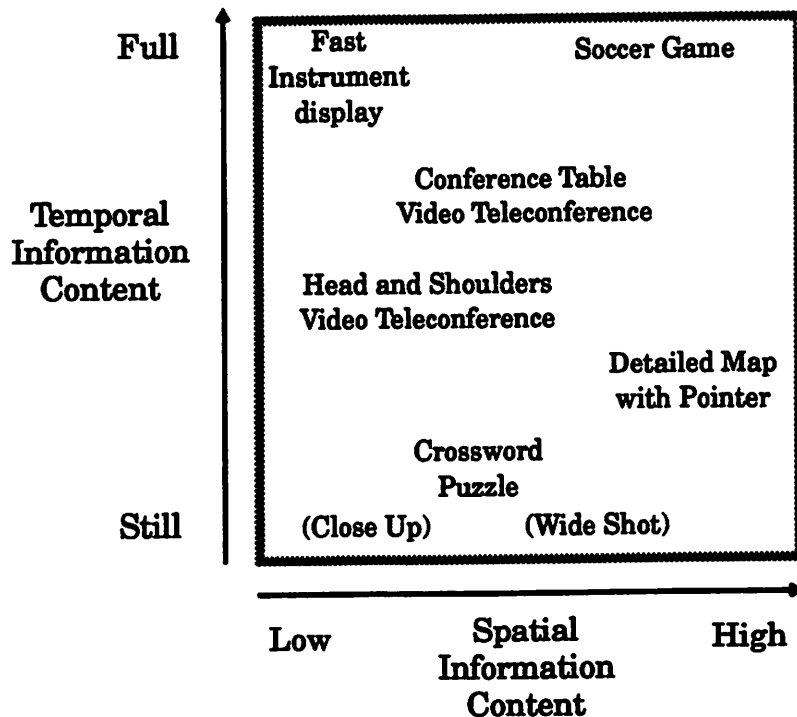 Full
Fast
Instrument
display
Soccer Game
Conference Table
Video Teleconference
Temporal
Information
Content
Head and Shoulders
Video Teleconference
Detailed Map
with Pointer
Crossword
Puzzle
Still
(Close Up)
(Wide Shot)
Low
Spatial
Information
Content
High